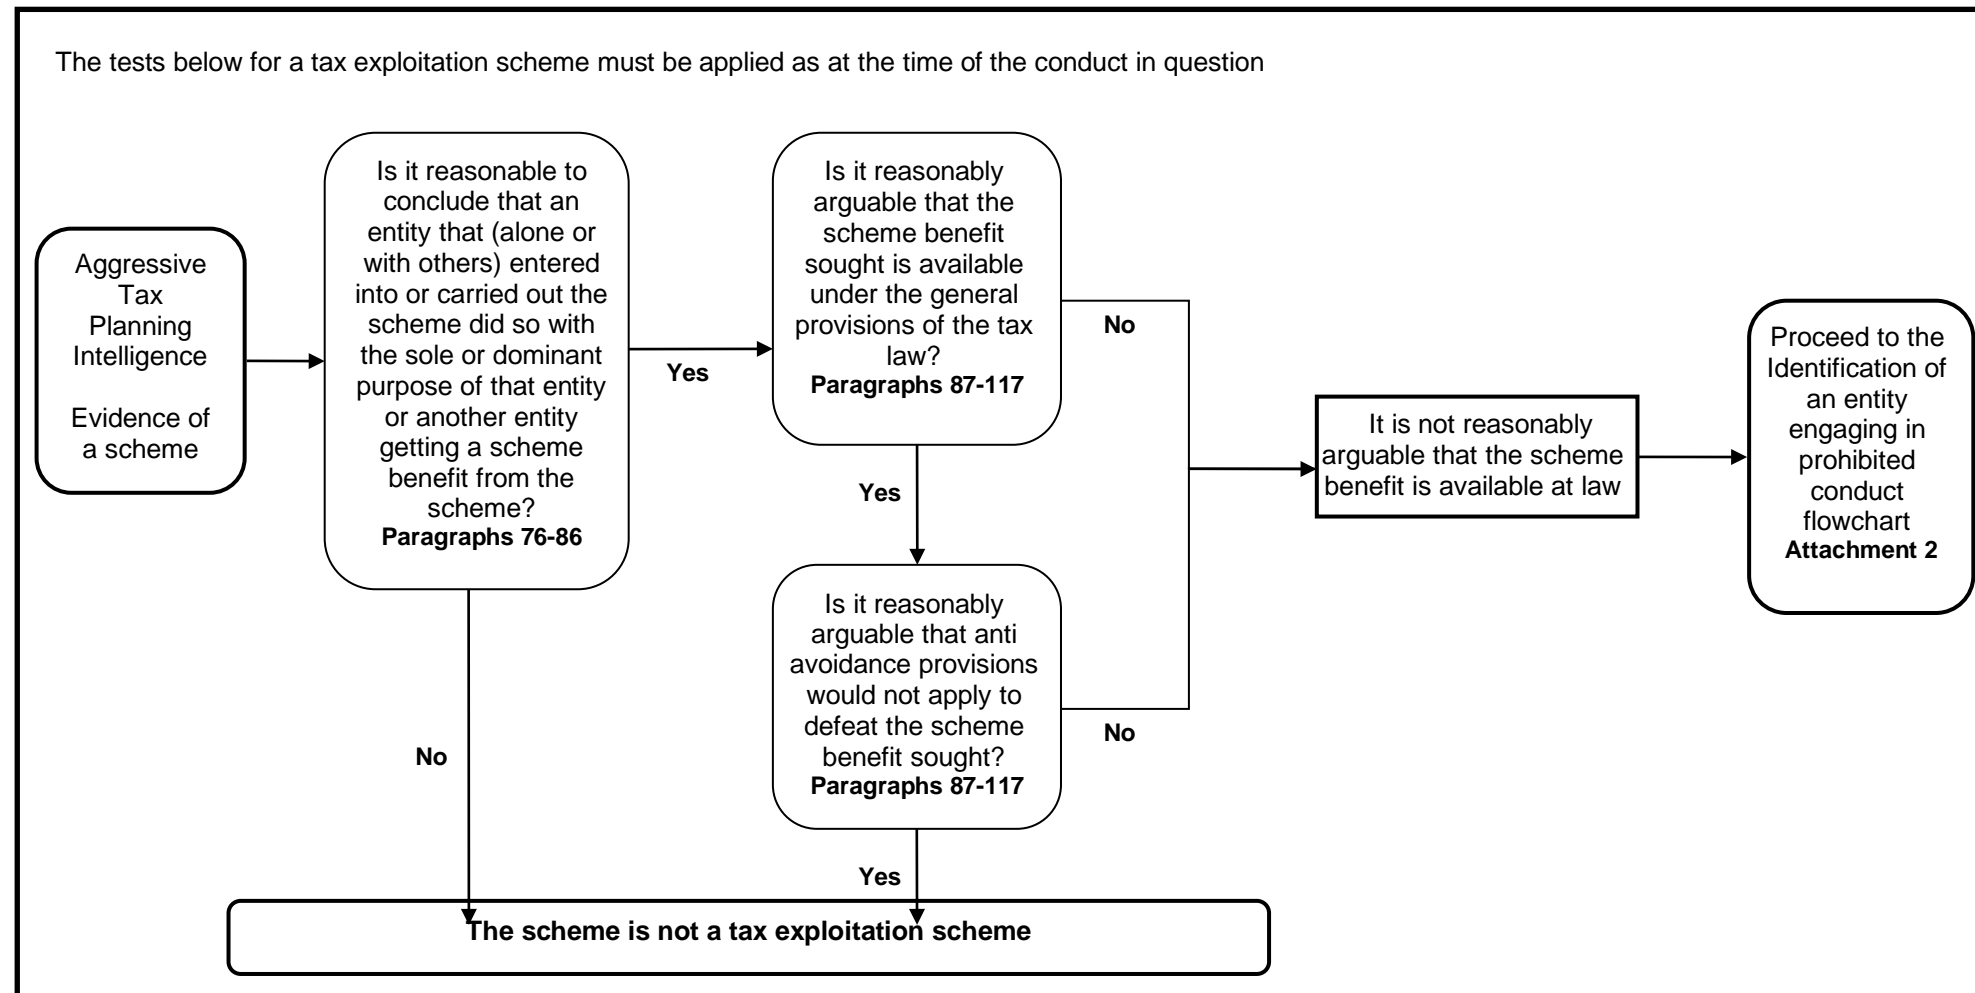 The tests below for a tax exploitation scheme must be applied as at the time of the conduct in question
Aggressive
Tax
Planning
Intelligence
Evidence of
a scheme
Is it reasonable to
conclude that an
entity that (alone or
with others) entered
into or carried out the
scheme did so with
the sole or dominant
purpose of that entity
or another entity
getting a scheme
benefit from the
scheme?
Paragraphs 76-86
Yes
No
Is it reasonably
arguable that the
scheme benefit
sought is available
under the general
provisions of the tax
law?
Paragraphs 87-117
No
Yes
Is it reasonably
arguable that anti
avoidance provisions
would not apply to
defeat the scheme
benefit sought?
Paragraphs 87-117
No
Yes
It is not reasonably
arguable that the scheme
benefit is available at law
Proceed to the
Identification of
an entity
engaging in
prohibited
conduct
flowchart
Attachment 2
The scheme is not a tax exploitation scheme